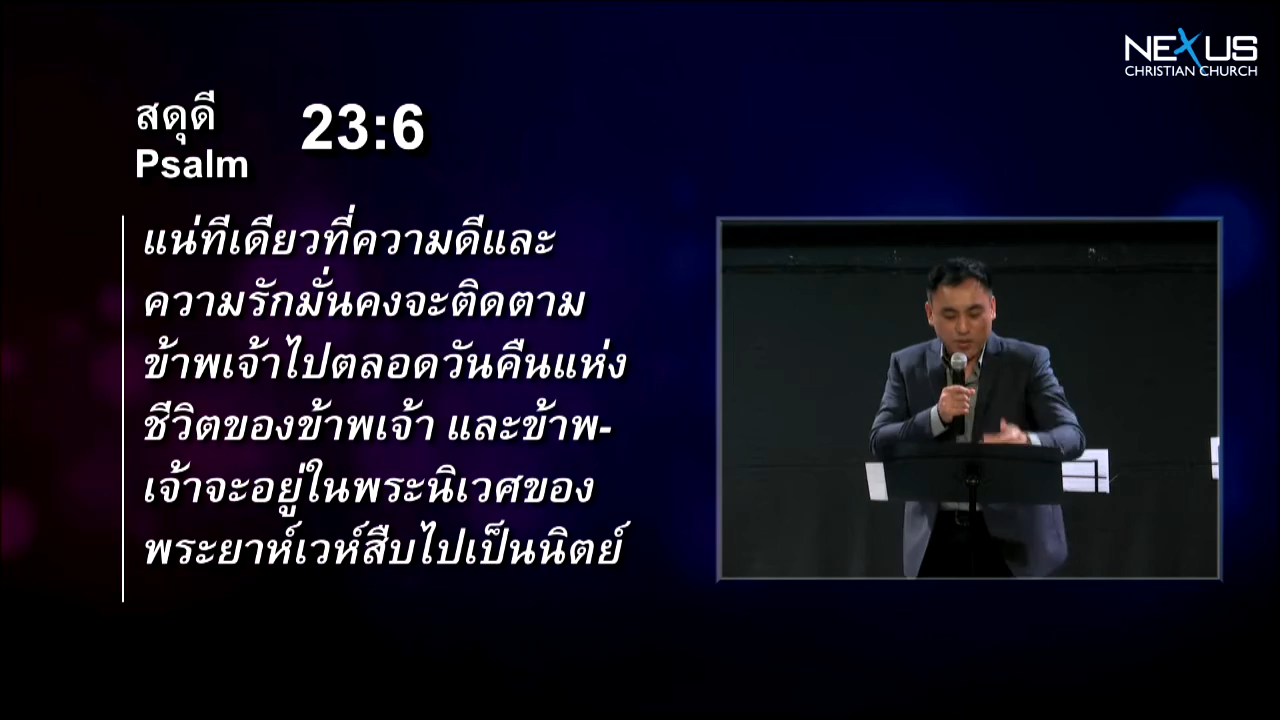 NEXUS
CHRISTIAN CHURCH
สดุดี
Psalm
23:6
แน่ทีเดียวที่ความดีและ
ความรักมั่นคงจะติดตาม
ข้าพเจ้าไปตลอดวันคืนแห่ง
ชีวิตของข้าพเจ้า และข้าพ-
เจ้าจะอยู่ในพระนิเวศของ
พระยาห์เวห์สืบไปเป็นนิตย์